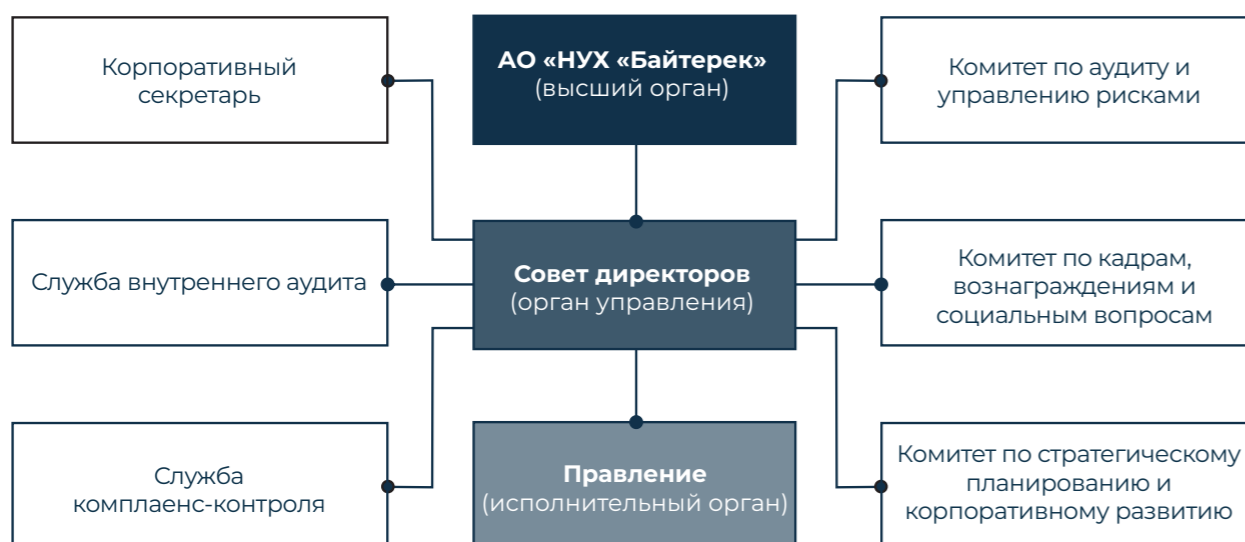 Корпоративный
секретарь
АО «НУХ «Байтерек»
(высший орган)
Комитет по аудиту и
управлению рисками
Служба внутреннего аудита
Совет директоров
(орган управления)
Комитет по кадрам,
вознаграждениям и
социальным вопросам
Служба
комплаенс-контроля
Правление
(исполнительный орган)
Комитет по стратегическому
планированию и
корпоративному развитию